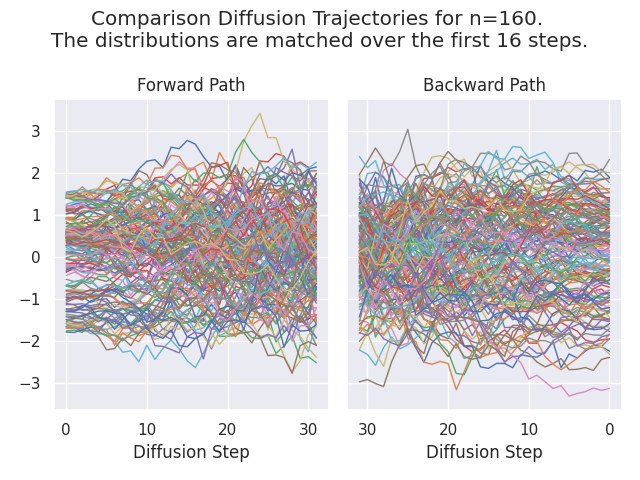 Comparison Diffusion Trajectories for n=160.
The distributions are matched over the first 16 steps.
Forward Path
Backward Path
3
2
1
0
−1
−2
−3
0 10 20 30
30 20 10 0
Diffusion Step
Diffusion Step